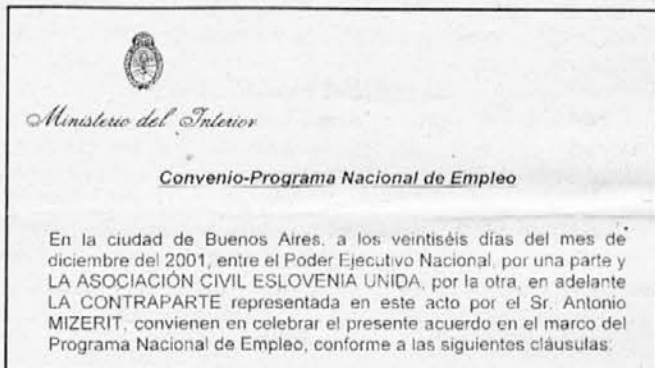 Ministerio del Interior
Convenio-Programa Nacional de Empleo
En la ciudad de Buenos Aires, a los veintiséis días del mes de
diciembre del 2001, entre el Poder Ejecutivo Nacional, por una parte y
LA ASOCIACIÓN CIVIL ESLOVENIA UNIDA, por la otra, en adelante
LA CONTRAPARTE representada en este acto por el Sr. Antonio
MIZERIT, convienen en celebrar el presente acuerdo en el marco del
Programa Nacional de Empleo, conforme a las siguientes cláusulas: